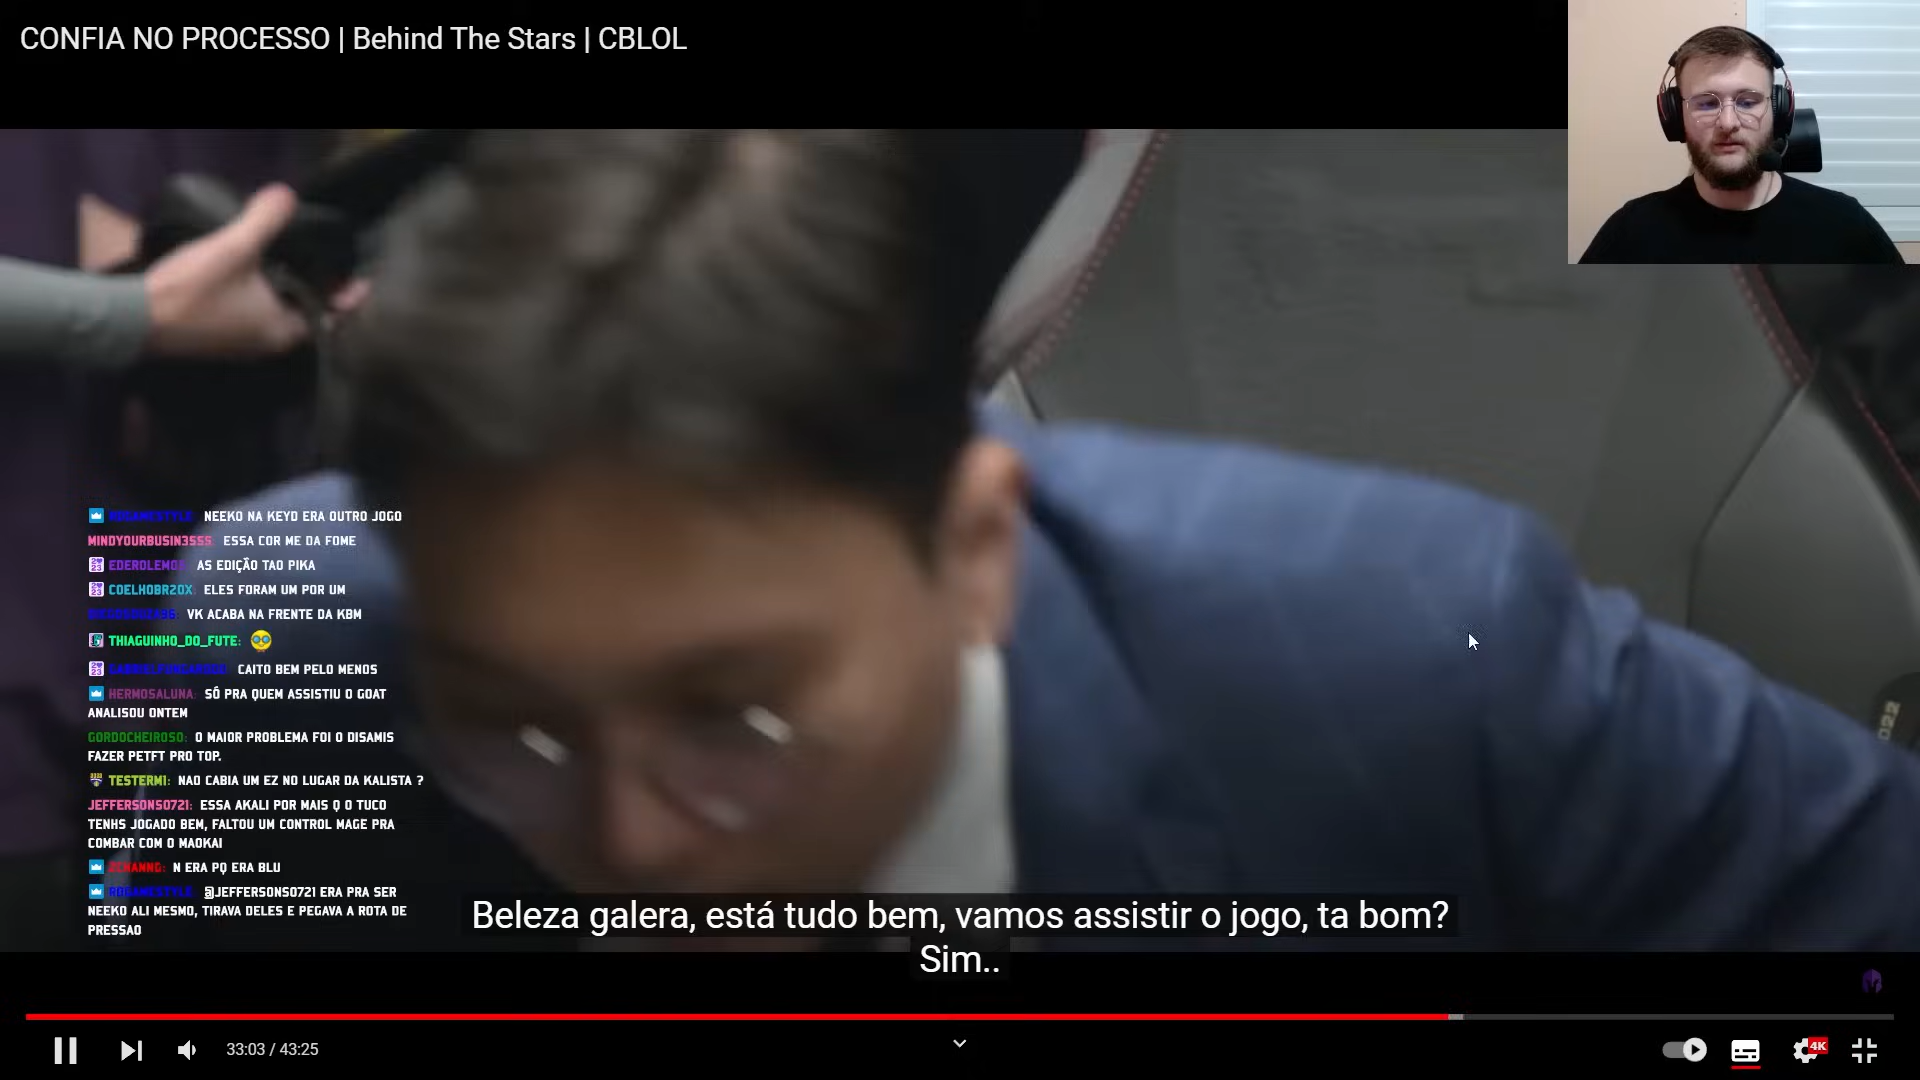 CONFIA NO PROCESSO | Behind The Stars | CBLOL
NEEKO NA KEYD ERA OUTRO JOGO
MINDYOURBUSIN3SSS: ESSA COR ME DA FOME
AS EDIÇÃO TAO PIKA
COELHOBR20X: ELES FORAM UM POR UM
VK ACABA NA FRENTE DA KBM
THIAGUINHO_DO_FUTE:
CAITO BEM PELO MENOS
HERMOSALUNA: SÓ PRA QUEM ASSISTIU O GOAT
ANALISOU ONTEM
GORDOCHEIROSO: O MAIOR PROBLEMA FOI O DISAMIS
FAZER PETFT PRO TOP.
TESTERM1: NAO CABIA UM EZ NO LUGAR DA KALISTA ?
JEFFERSONS0721: ESSA AKALI POR MAIS Q O TUCO
TENHS JOGADO BEM, FALTOU UM CONTROL MAGE PRA
COMBAR COM O MAOKAI
N ERA PQ ERA BLU
@JEFFERSONS0721 ERA PRA SER
NEEKO ALI MESMO, TIRAVA DELES E PEGAVA A ROTA DE
PRESSAO
2022
Beleza galera, está tudo bem, vamos assistir o jogo, ta bom?
Sim..
33:03 / 43:25
4K